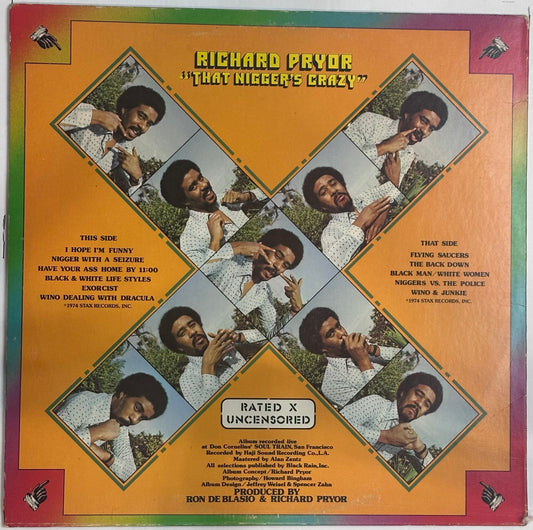 RICHARD PRYOR
"THAT NIGGER'S CRAZY"
THIS SIDE
I HOPE I'M FUNNY
NIGGER WITH A SEIZURE
HAVE YOUR ASS HOME BY 11:00
BLACK & WHITE LIFE STYLES
EXORCIST
WINO DEALING WITH DRACULA
°1974 STAX RECORDS, INC.
THAT SIDE
FLYING SAUCERS
THE BACK DOWN
BLACK MAN/WHITE WOMEN
NIGGERS VS. THE POLICE
WINO & JUNKIE
°1974 STAX RECORDS, INC.
RATED X
UNCENSORED
Album recorded live
at Don Cornelius' SOUL TRAIN, San Francisco
Recorded by Haji Sound Recording Co., L.A.
Mastered by Alan Zentz
All selections published by Black Rain, Inc.
Album Concept/Richard Pryor
Photography/Howard Bingham
Album Design/Jeffrey Weisel & Spencer Zahn
PRODUCED BY
RON DE BLASIO & RICHARD PRYOR